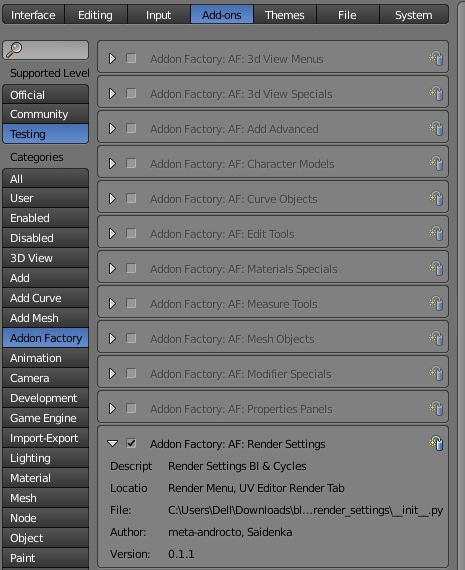 Interface Editing Input Add-ons Themes File System
Supported Level
Official
Community
Testing
Categories
All
User
Enabled
Disabled
3D View
Add
Add Curve
Add Mesh
Addon Factory
Animation
Camera
Development
Game Engine
Import-Export
Lighting
Material
Mesh
Node
Object
Paint
Addon Factory: AF: 3d View Menus
Addon Factory: AF: 3d View Specials
Addon Factory: AF: Add Advanced
Addon Factory: AF: Character Models
Addon Factory: AF: Curve Objects
Addon Factory: AF: Edit Tools
Addon Factory: AF: Materials Specials
Addon Factory: AF: Measure Tools
Addon Factory: AF: Mesh Objects
Addon Factory: AF: Modifier Specials
Addon Factory: AF: Properties Panels
Addon Factory: AF: Render Settings
Descript Render Settings BI & Cycles
Locatio Render Menu, UV Editor Render Tab
File: C:\Users\Dell\Downloads\bl...render_settings\__init__.py
Author: meta-androcto, Saidenka
Version: 0.1.1